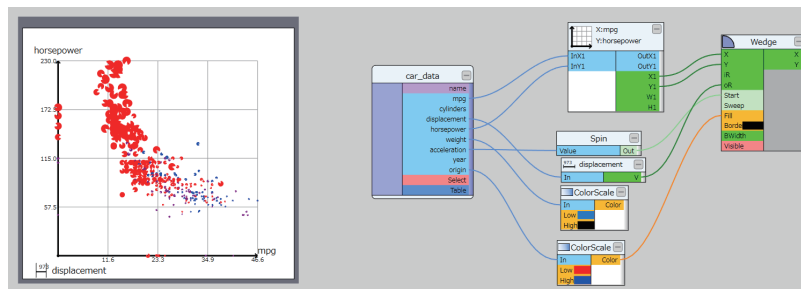 horsepower
230.0
172.5
115.0
57.5
11.6
23.3
34.9
46.6
mpg
973
displacement
car_data
name
mpg
cylinders
displacement
horsepower
weight
acceleration
year
origin
Select
Table
X:mpg
Y:horsepower
InX1 OutX1
InY1 OutY1
X1
Y1
W1
H1
Spin
Value Out
973 displacement
In V
ColorScale
In Color
Low
High
ColorScale
In Color
Low
High
Wedge
X X
Y Y
iR
oR
Start
Sweep
Fill
Borde
BWidth
Visible